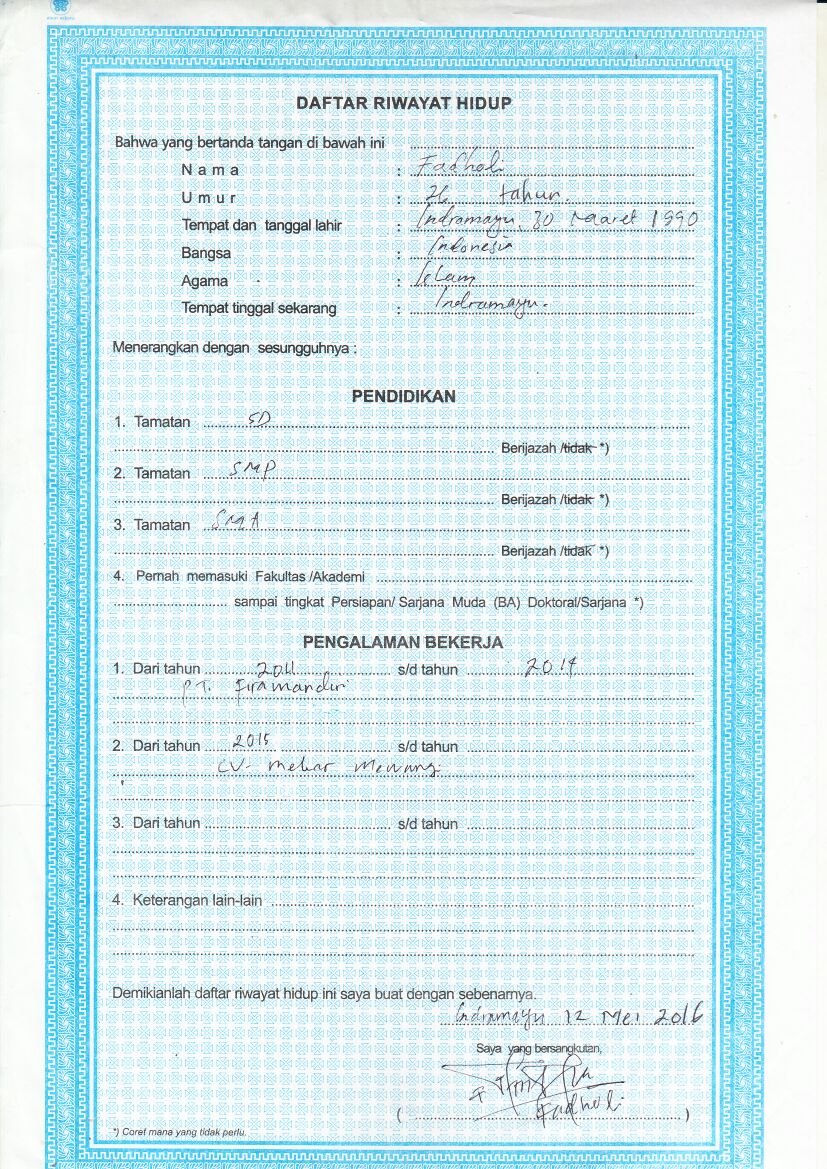 DAFTAR RIWAYAT HIDUP
Bahwa yang bertanda tangan di bawah ini
Nama : Fadholi
Umur : 26 tahun.
Tempat dan tanggal lahir : Indramayu, 30 Maaret 1990
Bangsa : Indonesia
Agama : Islam
Tempat tinggal sekarang : Indramayu.
Menerangkan dengan sesungguhnya :
PENDIDIKAN
1. Tamatan SD
Berijazah /tidak *)
2. Tamatan SMP
Berijazah /tidak *)
3. Tamatan SMA
Berijazah /tidak *)
4. Pernah memasuki Fakultas /Akademi
sampai tingkat Persiapan/ Sarjana Muda (BA) Doktoral/Sarjana *)
PENGALAMAN BEKERJA
1. Dari tahun 2011 s/d tahun 2014
PT. Firamandiri
2. Dari tahun 2015 s/d tahun
CV- mekar menang
3. Dari tahun s/d tahun
4. Keterangan lain-lain
Demikianlah daftar riwayat hidup ini saya buat dengan sebenarnya.
Indramayu 12 Mei 2016
Saya yang bersangkutan,
( Fadholi )
*) Coret mana yang tidak perlu.